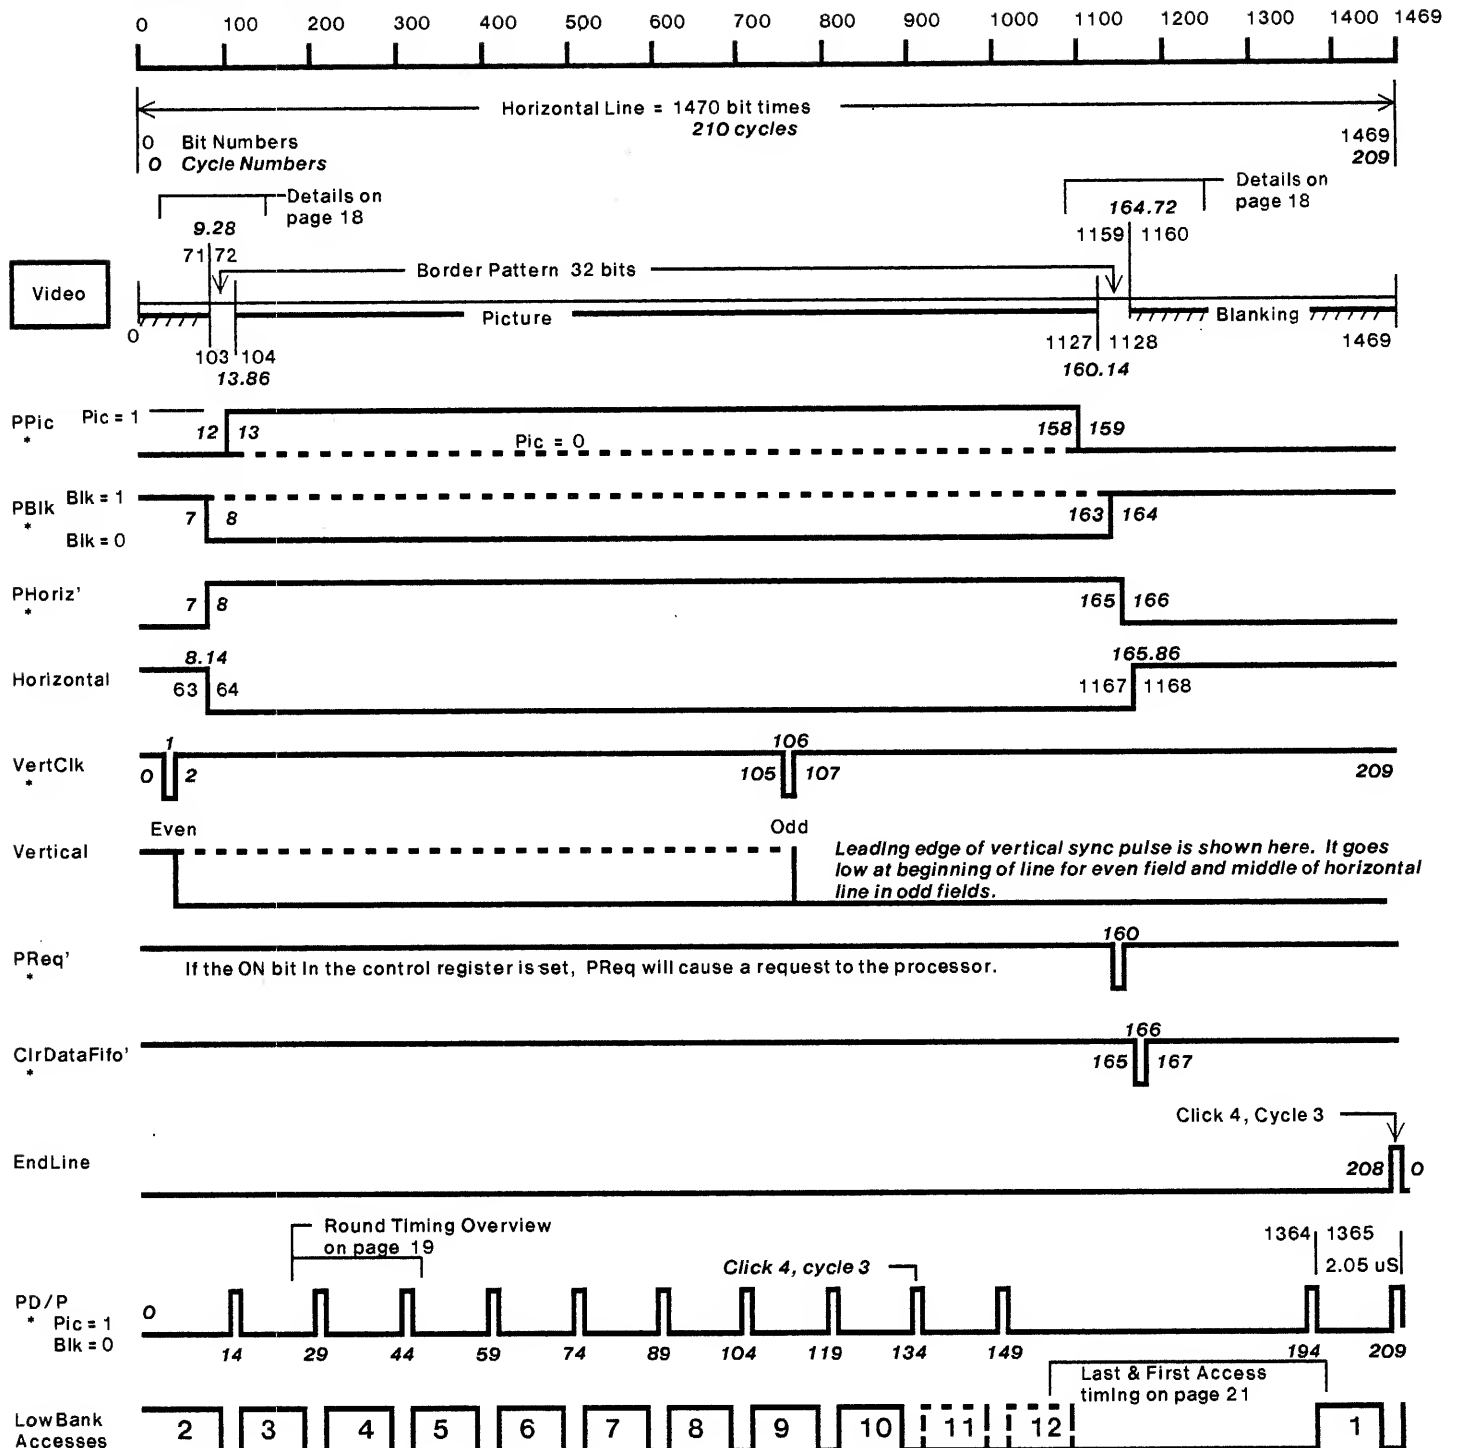 0 100 200 300 400 500 600 700 800 900 1000 1100 1200 1300 1400 1469
Horizontal Line = 1470 bit times
210 cycles
0 Bit Numbers
0 Cycle Numbers
1469
209
Details on
page 18
9.28
71 72
Details on
page 18
164.72
1159 1160
Border Pattern 32 bits
Video
Picture
Blanking
0
103 104
13.86
1127 1128
160.14
1469
PPic
*
Pic = 1
12 13
Pic = 0
158 159
PBlk
*
Blk = 1
Blk = 0
7 8
163 164
PHoriz'
*
7 8
165 166
Horizontal
8.14
63 64
165.86
1167 1168
VertClk
*
0 1 2
105 106 107
209
Vertical
Even
Odd
Leading edge of vertical sync pulse is shown here. It goes
low at beginning of line for even field and middle of horizontal
line in odd fields.
PReq'
*
If the ON bit in the control register is set, PReq will cause a request to the processor.
160
ClrDataFifo'
*
166
165 167
Click 4, Cycle 3
EndLine
208 0
Round Timing Overview
on page 19
Click 4, cycle 3
1364 1365
2.05 uS
PD/P
*
Pic = 1
Blk = 0
0
14 29 44 59 74 89 104 119 134 149 194 209
Last & First Access
timing on page 21
LowBank
Accesses
2 3 4 5 6 7 8 9 10 11 12 1